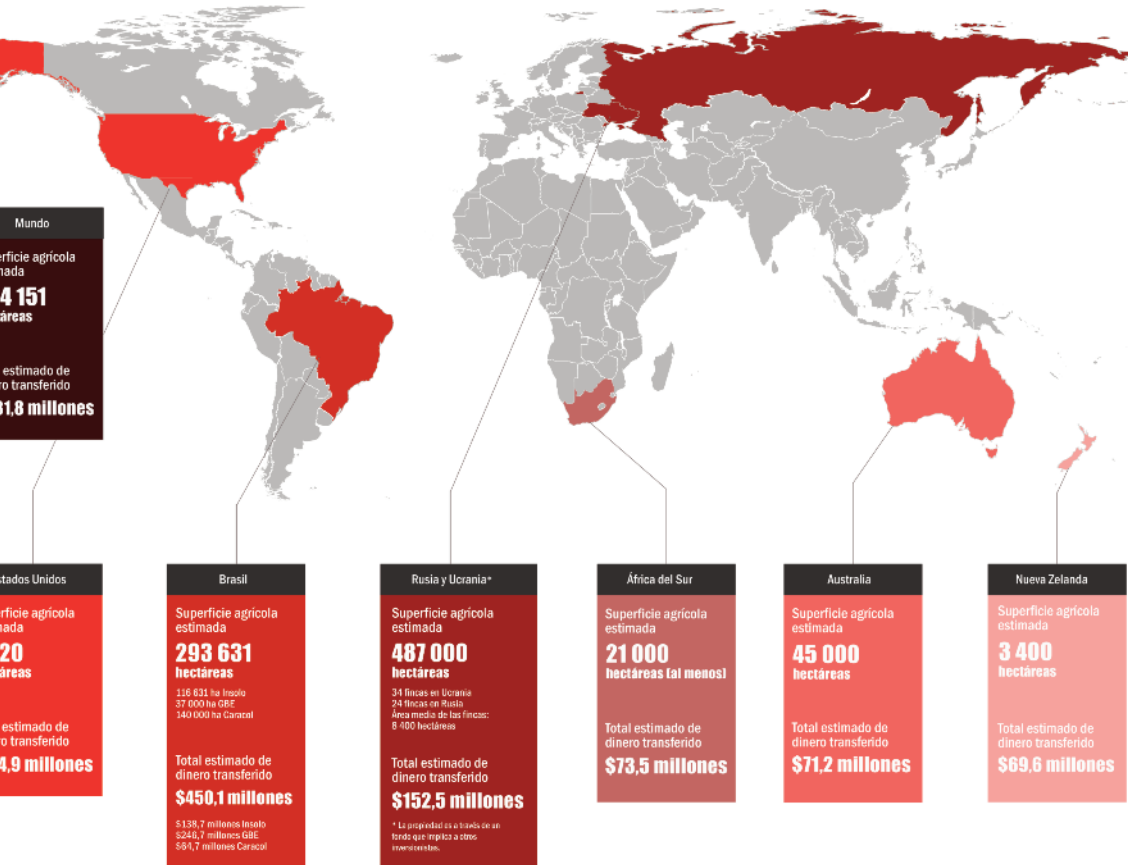 Mundo
erficie agrícola
nada
4 151
áreas
estimado de
ro transferido
31,8 millones
stados Unidos
erficie agrícola
nada
20
áreas
estimado de
ro transferido
4,9 millones
Brasil
Superficie agrícola
estimada
293 631
hectáreas
116 631 ha Insolo
37 000 ha GBE
140 000 ha Caracol
Total estimado de
dinero transferido
$450,1 millones
$138,7 millones Insolo
$246,7 millones GBE
$64,7 millones Caracol
Rusia y Ucrania*
Superficie agrícola
estimada
487 000
hectáreas
34 fincas en Ucrania
24 fincas en Rusia
Área media de las fincas:
8 400 hectáreas
Total estimado de
dinero transferido
$152,5 millones
* La propiedad es a través de un
fondo que implica a otros
inversionistas.
África del Sur
Superficie agrícola
estimada
21 000
hectáreas (al menos)
Total estimado de
dinero transferido
$73,5 millones
Australia
Superficie agrícola
estimada
45 000
hectáreas
Total estimado de
dinero transferido
$71,2 millones
Nueva Zelanda
Superficie agrícola
estimada
3 400
hectáreas
Total estimado de
dinero transferido
$69,6 millones